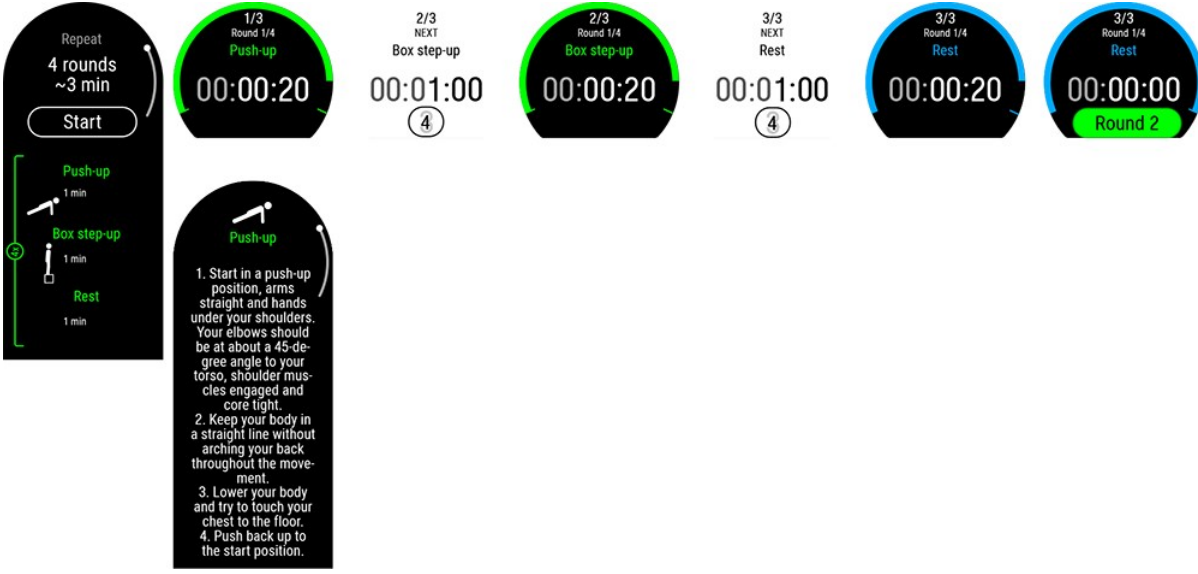 Repeat
4 rounds
~3 min
Start
Push-up
1 min
Box step-up
1 min
Rest
1 min
4x
1/3
Round 1/4
Push-up
00:00:20
2/3
NEXT
Box step-up
00:01:00
4
2/3
Round 1/4
Box step-up
00:00:20
3/3
NEXT
Rest
00:01:00
4
3/3
Round 1/4
Rest
00:00:20
3/3
Round 1/4
Rest
00:00:00
Round 2
Push-up
1. Start in a push-up
position, arms
straight and hands
under your shoulders.
Your elbows should
be at about a 45-de-
gree angle to your
torso, shoulder mus-
cles engaged and
core tight.
2. Keep your body in
a straight line without
arching your back
throughout the move-
ment.
3. Lower your body
and try to touch your
chest to the floor.
4. Push back up to
the start position.